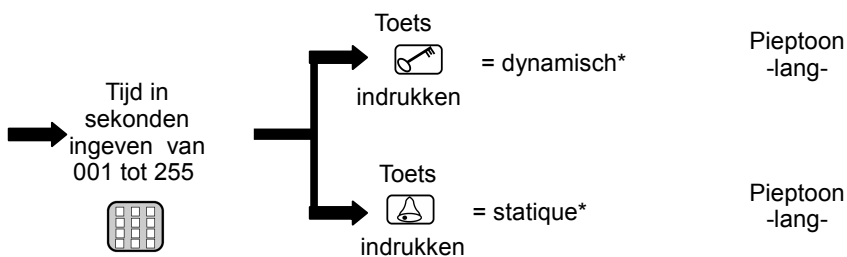 Tijd in
sekonden
ingeven van
001 tot 255
Toets
= dynamisch*
indrukken
Pieptoon
-lang-
Toets
= statique*
indrukken
Pieptoon
-lang-